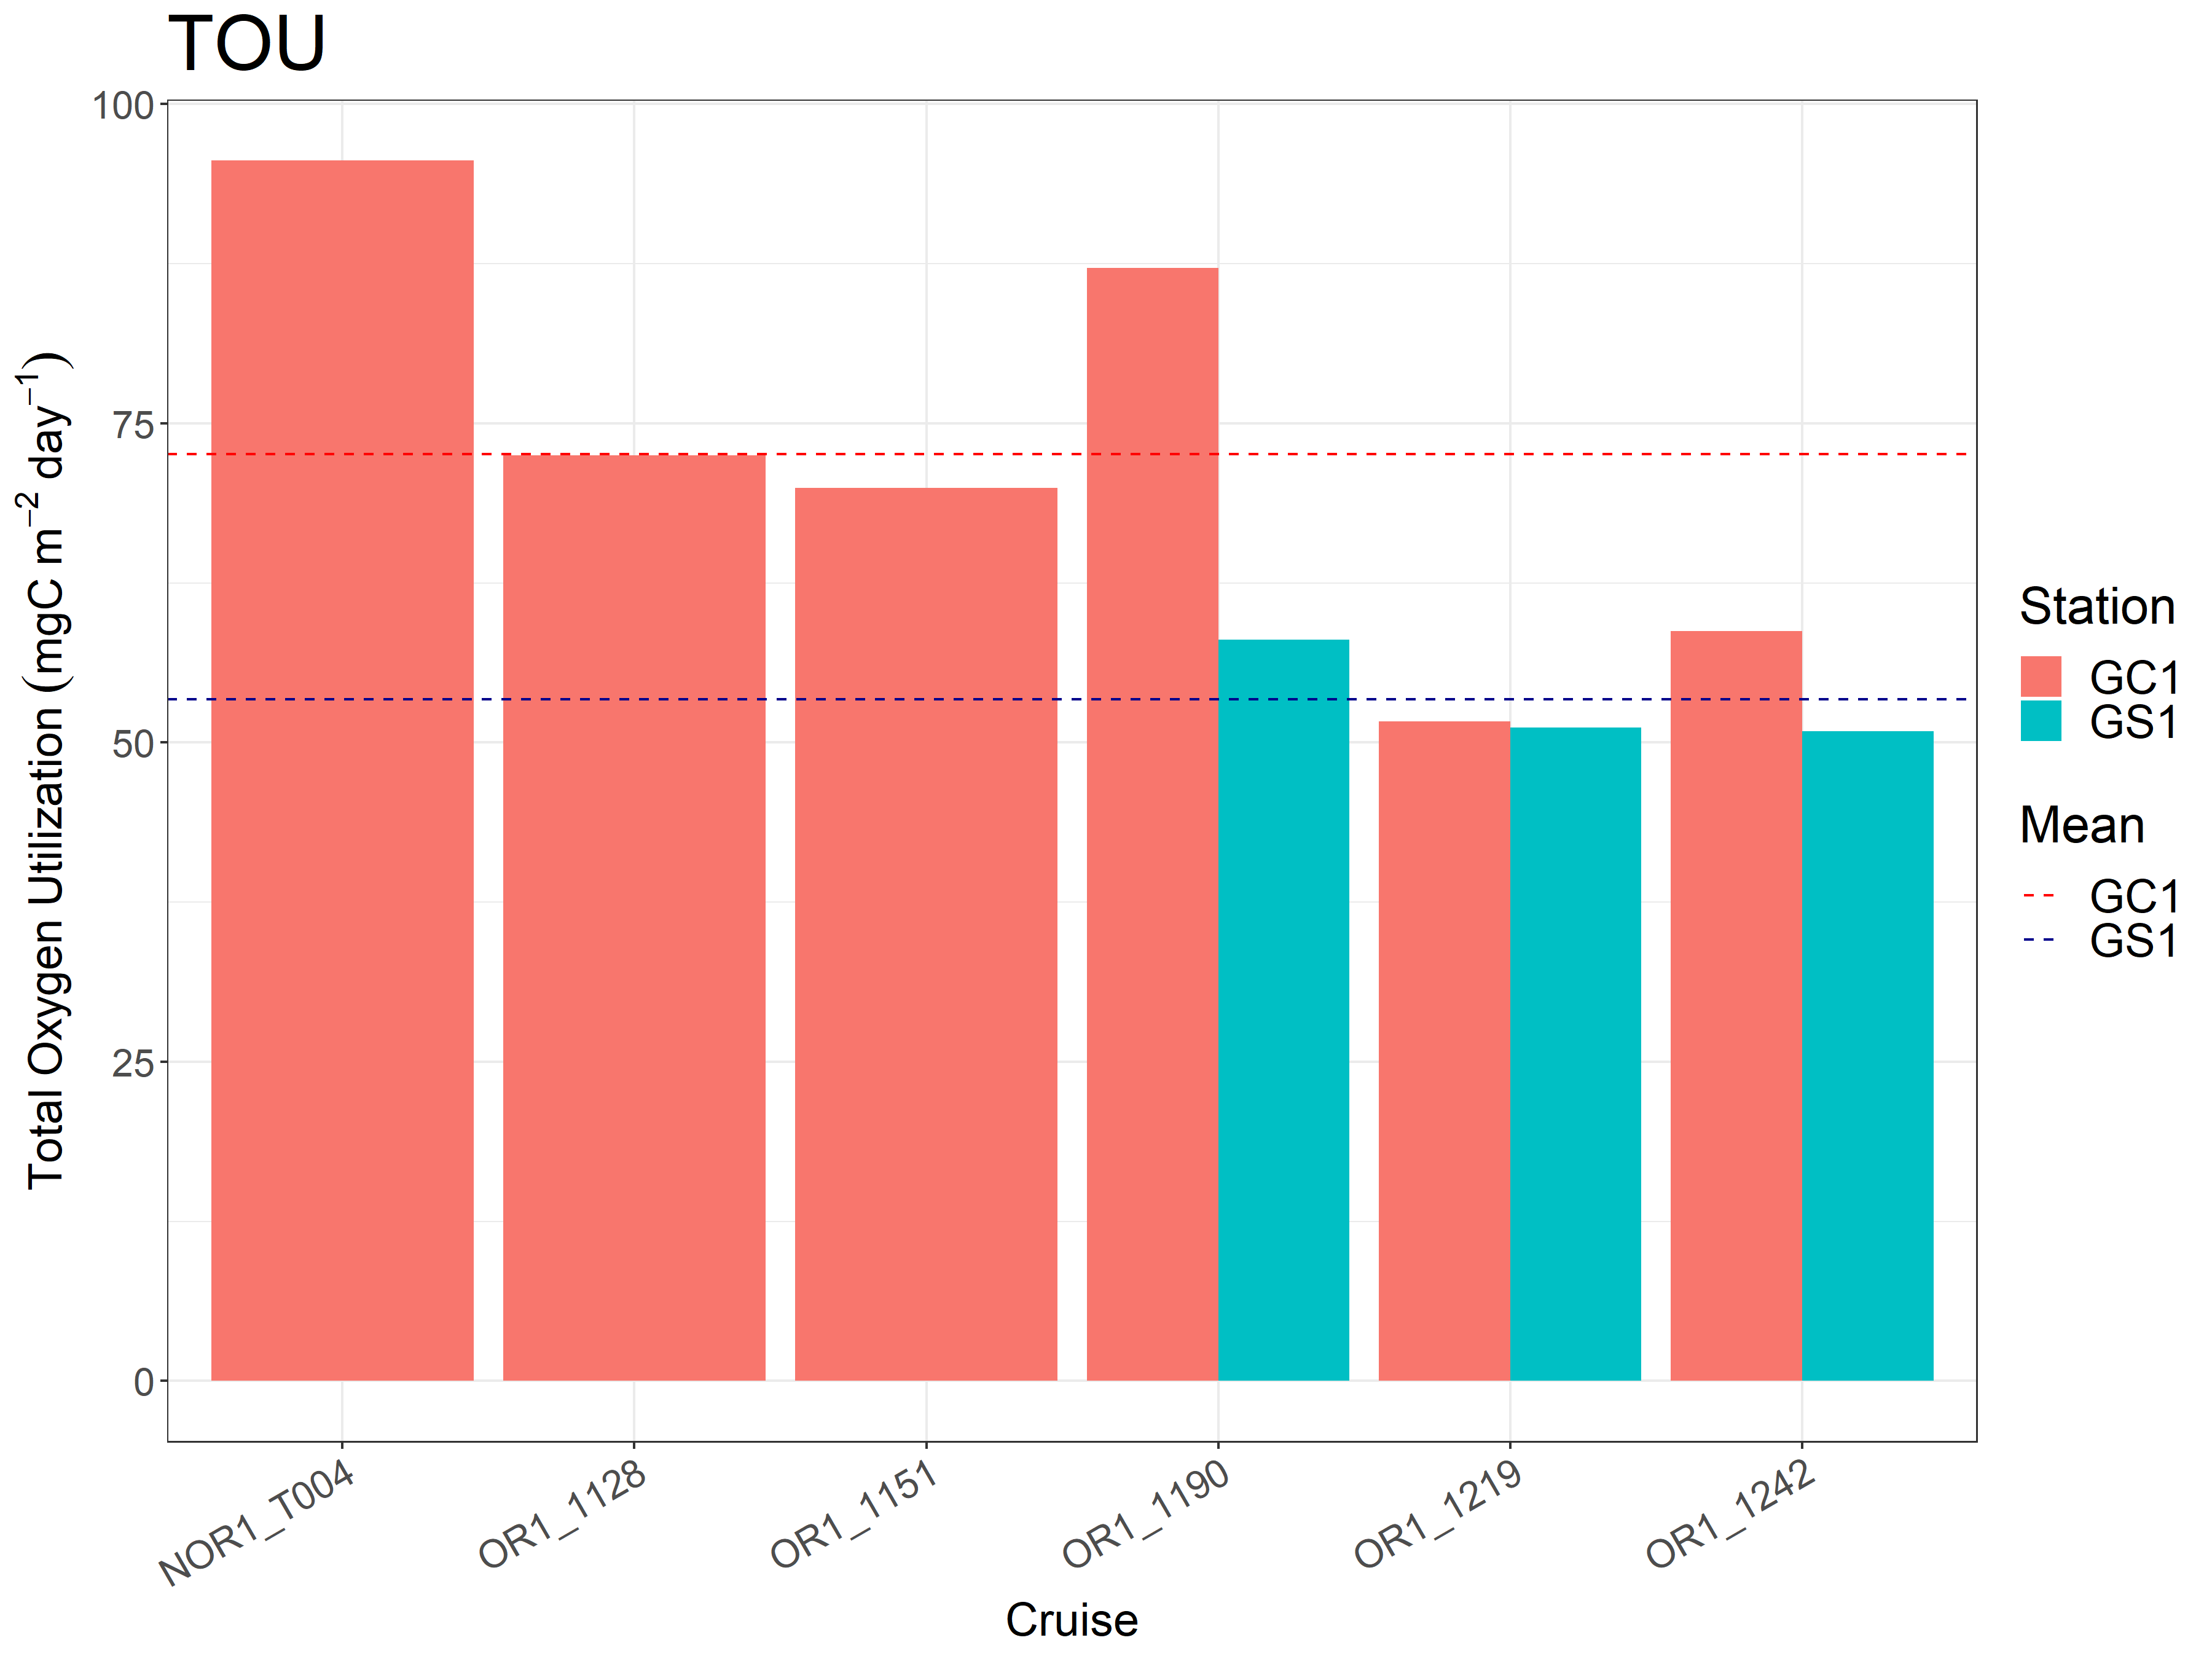 TOU
100
75
50
25
0
Total Oxygen Utilization (mgC m⁻² day⁻¹)
NOR1_T004
OR1_1128
OR1_1151
OR1_1190
OR1_1219
OR1_1242
Cruise
Station
GC1
GS1
Mean
GC1
GS1